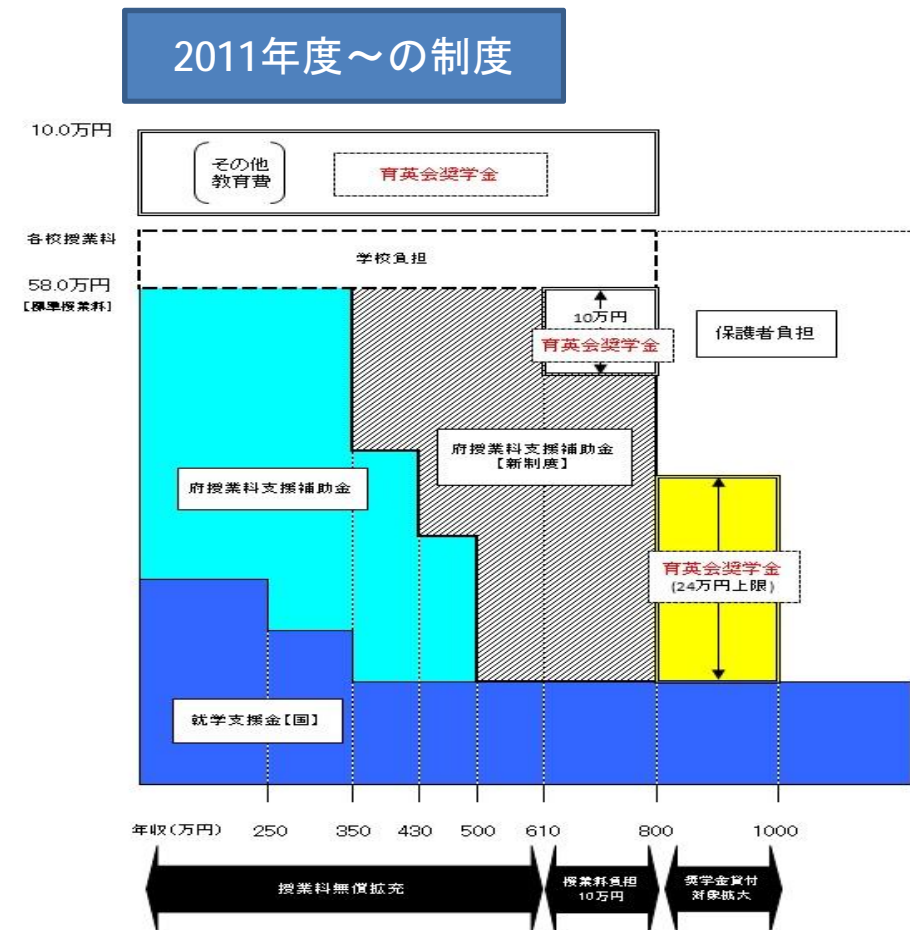 2011年度～の制度
10.0万円
その他
教育費
育英会奨学金
各校授業料
学校負担
58.0万円
【標準授業料】
10万円
育英会奨学金
保護者負担
府授業料支援補助金
【新制度】
府授業料支援補助金
育英会奨学金
(24万円上限)
就学支援金【国】
年収(万円) 250 350 430 500 610 800 1000
授業料無償拡充
授業料負担
10万円
奨学金貸付
対象拡大